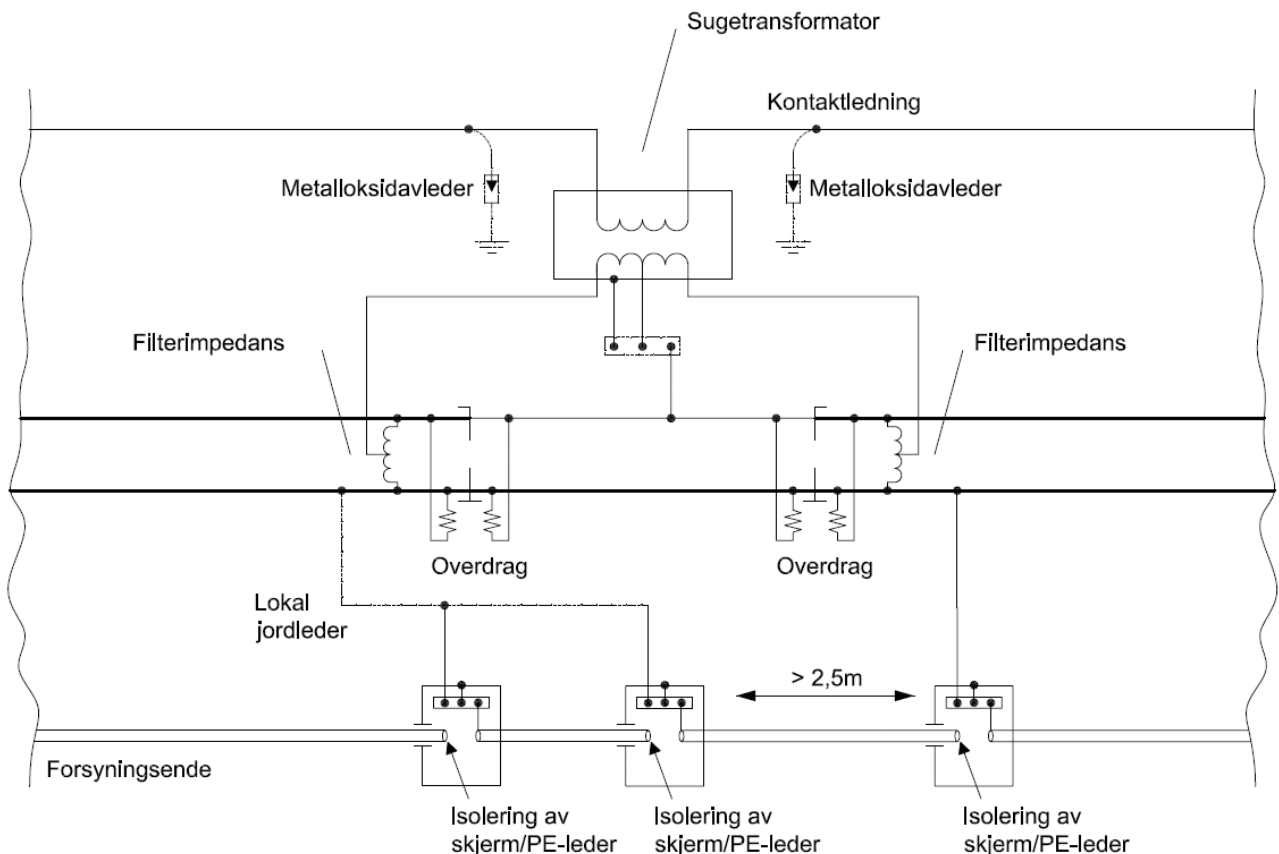 Sugetransformator
Kontaktledning
Metalloksidavleder
Metalloksidavleder
Filterimpedans
Filterimpedans
Overdrag
Overdrag
Lokal
jordleder
> 2,5m
Forsyningsende
Isolering av
skjerm/PE-leder
Isolering av
skjerm/PE-leder
Isolering av
skjerm/PE-leder